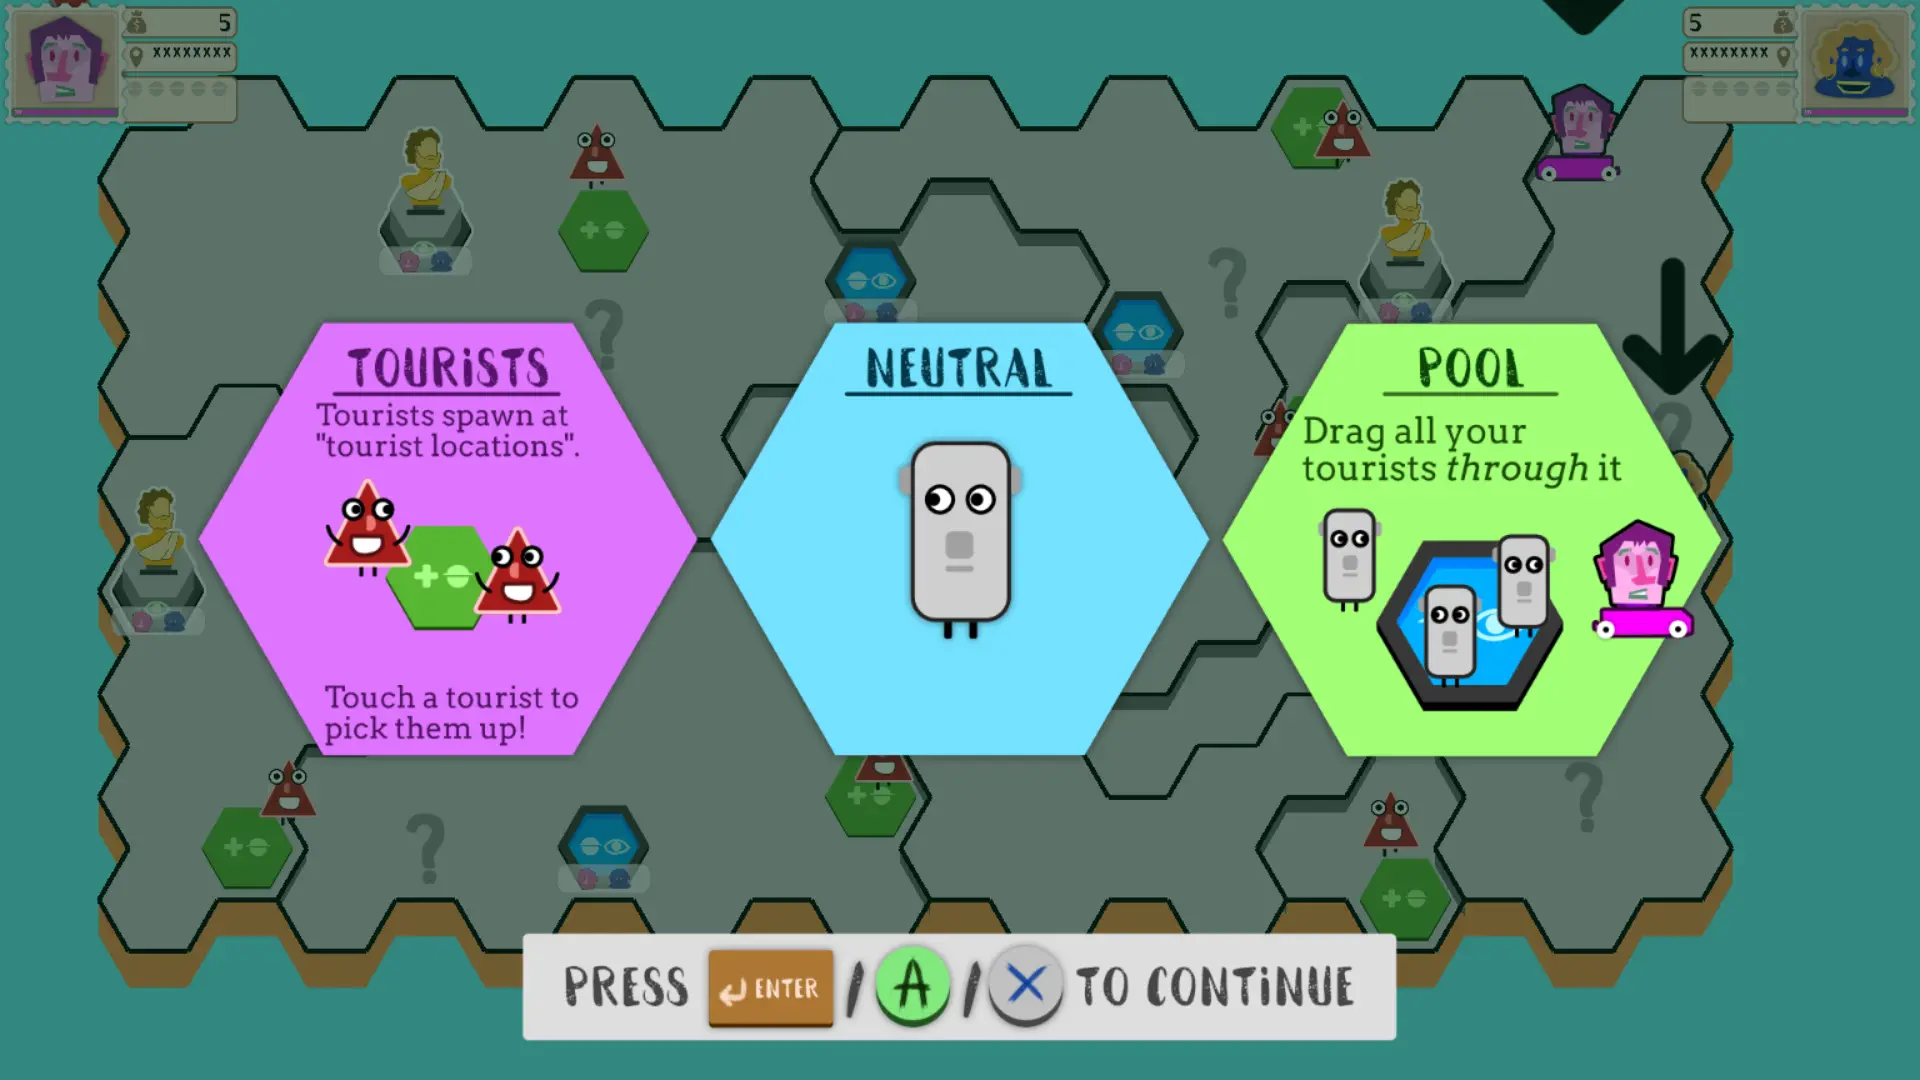 5
xxxxxxxx
5
xxxxxxxx
TOURiSTS
Tourists spawn at
"tourist locations".
Touch a tourist to
pick them up!
NEUTRAL
POOL
Drag all your
tourists through it
?
?
?
?
?
PRESS ENTER / A / X TO CONTiNUE